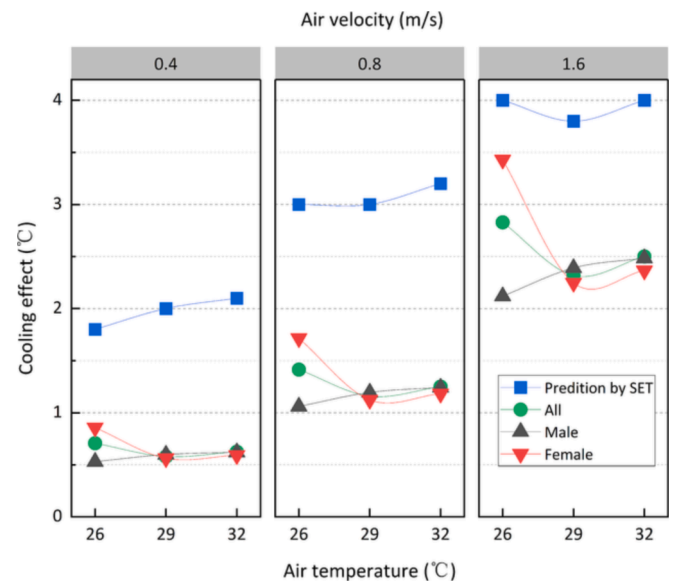 Air velocity (m/s)
0.4 0.8 1.6
Cooling effect (℃)
4
3
2
1
0
Predition by SET
All
Male
Female
26 29 32 26 29 32 26 29 32
Air temperature (℃)